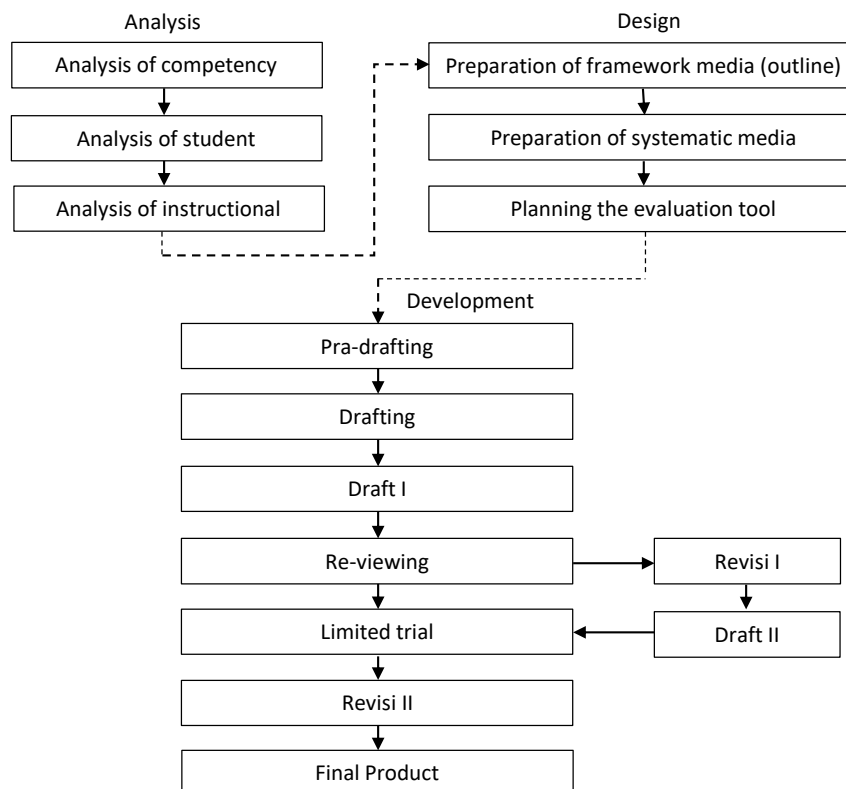 Analysis
Analysis of competency
Analysis of student
Analysis of instructional
Design
Preparation of framework media (outline)
Preparation of systematic media
Planning the evaluation tool
Development
Pra-drafting
Drafting
Draft I
Re-viewing
Revisi I
Limited trial
Draft II
Revisi II
Final Product